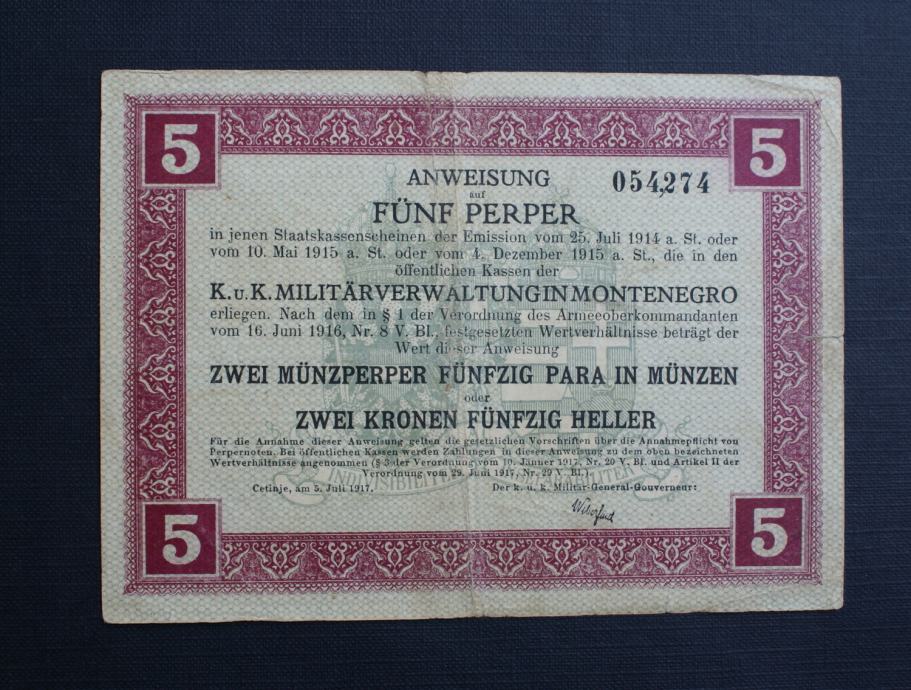 5
5
ANWEISUNG
054,274
auf
FÜNF PERPER
in jenen Staatskassenscheinen der Emission vom 25. Juli 1914 a. St. oder
vom 10. Mai 1915 a. St. oder vom 4. Dezember 1915 a. St., die in den
öffentlichen Kassen der
K.u.K.MILITÄRVERWALTUNG IN MONTENEGRO
erliegen. Nach dem in § 1 der Verordnung des Armeeoberkommandanten
vom 16. Juni 1916, Nr. 8 V. Bl., festgesetzten Wertverhältnisse beträgt der
Wert dieser Anweisung
ZWEI MÜNZPERPER FÜNFZIG PARA IN MÜNZEN
oder
ZWEI KRONEN FÜNFZIG HELLER
Für die Annahme dieser Anweisung gelten die gesetzlichen Vorschriften über die Annahmepflicht von
Perpernoten. Bei öffentlichen Kassen werden Zahlungen in dieser Anweisung zu dem oben bezeichneten
Wertverhältnisse angenommen (§ 3 der Verordnung vom 10. Jänner 1917, Nr. 20 V. Bl. und Artikel II der
Verordnung vom 29. Juni 1917, Nr. 29 V. Bl.)
Cetinje, am 5. Juli 1917.
Der k. u. k. Militär-General-Gouverneur:
5
5